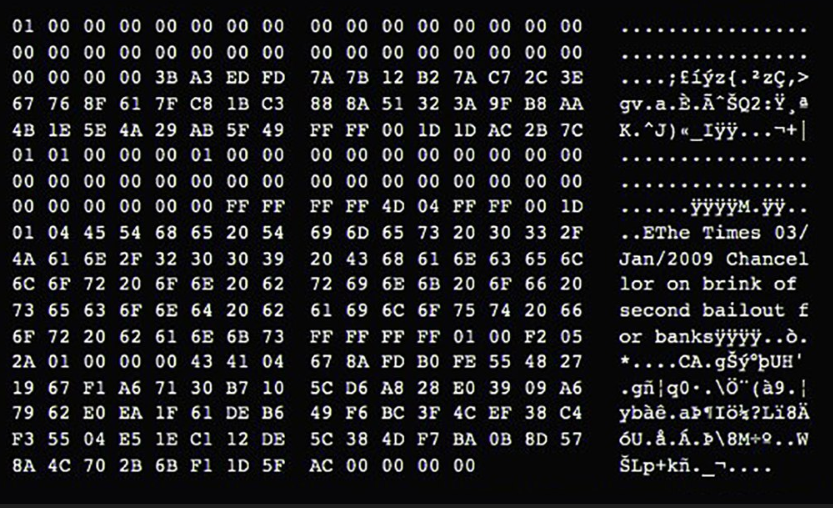 01 00 00 00 00 00 00 00 00 00 00 00 00 00 00 00 ................
00 00 00 00 00 00 00 00 00 00 00 00 00 00 00 00 ................
00 00 00 00 3B A3 ED FD 7A 7B 12 B2 7A C7 2C 3E ....;£íýz{.²zÇ,>
67 76 8F 61 7F C8 1B C3 88 8A 51 32 3A 9F B8 AA gv.a.È.ÃˆŠQ2:Ÿ¸ª
4B 1E 5E 4A 29 AB 5F 49 FF FF 00 1D 1D AC 2B 7C K.^J)«_Iÿÿ...¬+|
01 01 00 00 00 01 00 00 00 00 00 00 00 00 00 00 ................
00 00 00 00 00 00 00 00 00 00 00 00 00 00 00 00 ................
00 00 00 00 00 00 FF FF FF FF 4D 04 FF FF 00 1D ......ÿÿÿÿM.ÿÿ..
01 04 45 54 68 65 20 54 69 6D 65 73 20 30 33 2F ..EThe Times 03/
4A 61 6E 2F 32 30 30 39 20 43 68 61 6E 63 65 6C Jan/2009 Chancel
6C 6F 72 20 6F 6E 20 62 72 69 6E 6B 20 6F 66 20 lor on brink of
73 65 63 6F 6E 64 20 62 61 69 6C 6F 75 74 20 66 second bailout f
6F 72 20 62 61 6E 6B 73 FF FF FF FF 01 00 F2 05 or banksÿÿÿÿ..ò.
2A 01 00 00 00 43 41 04 67 8A FD B0 FE 55 48 27 *....CA.gŠý°þUH'
19 67 F1 A6 71 30 B7 10 5C D6 A8 28 E0 39 09 A6 .gñ¦q0·.\Ö¨(à9.¦
79 62 E0 EA 1F 61 DE B6 49 F6 BC 3F 4C EF 38 C4 ybàê.aÞ¶Iö¼?Lï8Ä
F3 55 04 E5 1E C1 12 DE 5C 38 4D F7 BA 0B 8D 57 óU.å.Á.Þ\8M÷º..W
8A 4C 70 2B 6B F1 1D 5F AC 00 00 00 00 ŠLp+kñ._¬....